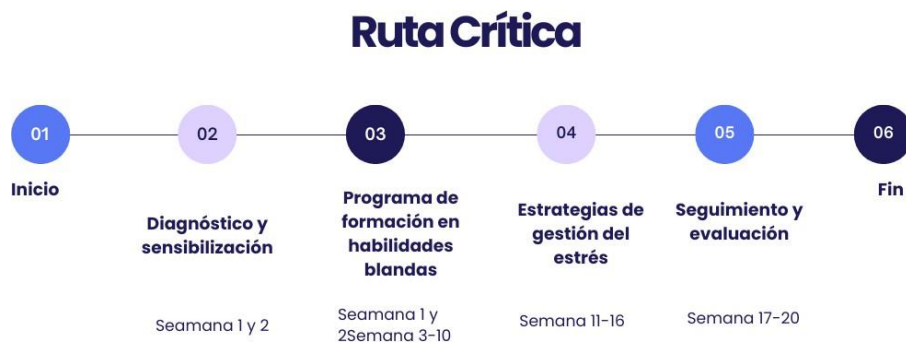 Ruta Crítica
01
02
03
04
05
06
Inicio
Diagnóstico y
sensibilización
Programa de
formación en
habilidades
blandas
Estrategias de
gestión del
estrés
Seguimiento y
evaluación
Fin
Seamana 1 y 2
Seamana 1 y
2Semana 3-10
Semana 11-16
Semana 17-20